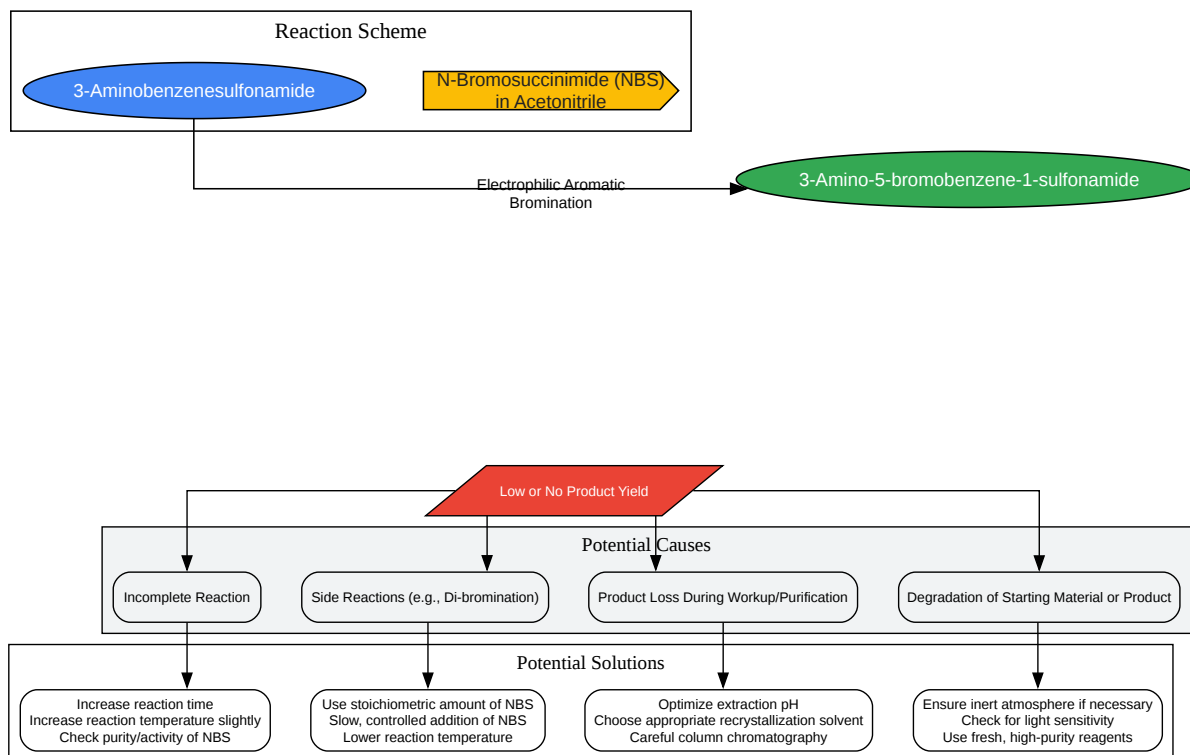 Reaction Scheme
3-Aminobenzenesulfonamide
N-Bromosuccinimide (NBS)
in Acetonitrile
Electrophilic Aromatic
Bromination
3-Amino-5-bromobenzene-1-sulfonamide
Low or No Product Yield
Potential Causes
Incomplete Reaction
Side Reactions (e.g., Di-bromination)
Product Loss During Workup/Purification
Degradation of Starting Material or Product
Potential Solutions
Increase reaction time
Increase reaction temperature slightly
Check purity/activity of NBS
Use stoichiometric amount of NBS
Slow, controlled addition of NBS
Lower reaction temperature
Optimize extraction pH
Choose appropriate recrystallization solvent
Careful column chromatography
Ensure inert atmosphere if necessary
Check for light sensitivity
Use fresh, high-purity reagents